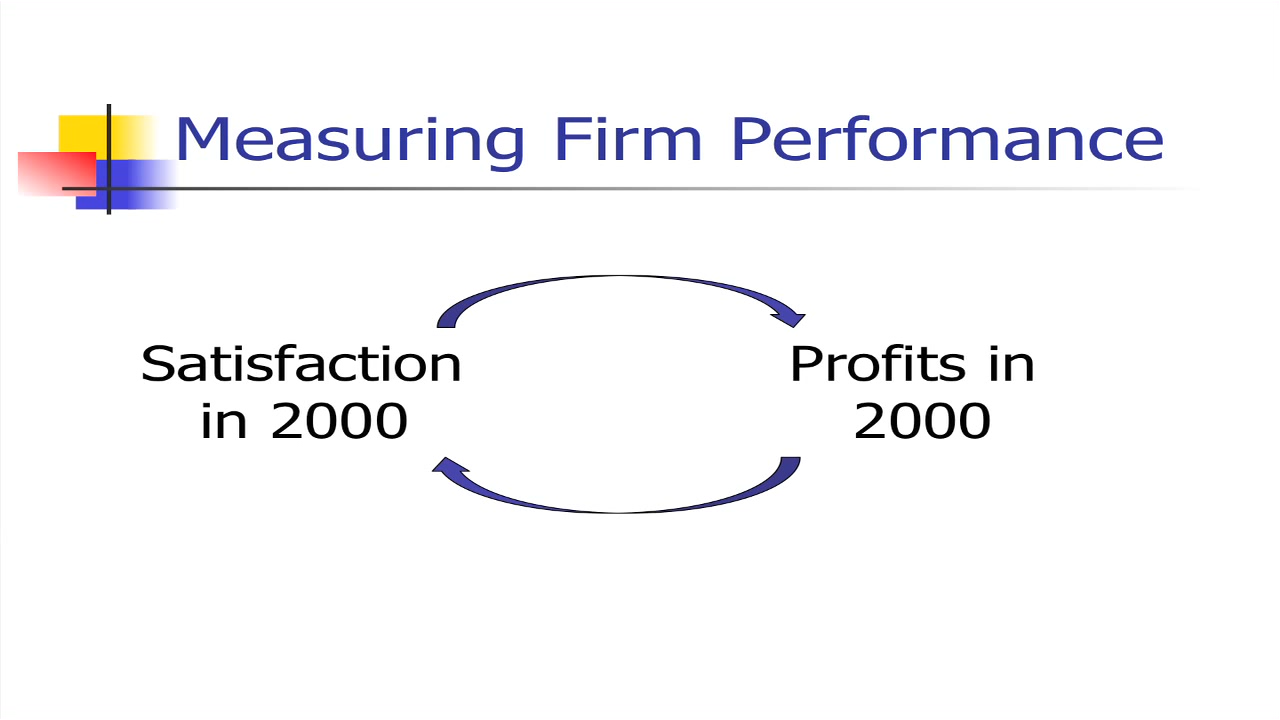 Measuring Firm Performance
Satisfaction
in 2000
Profits in
2000